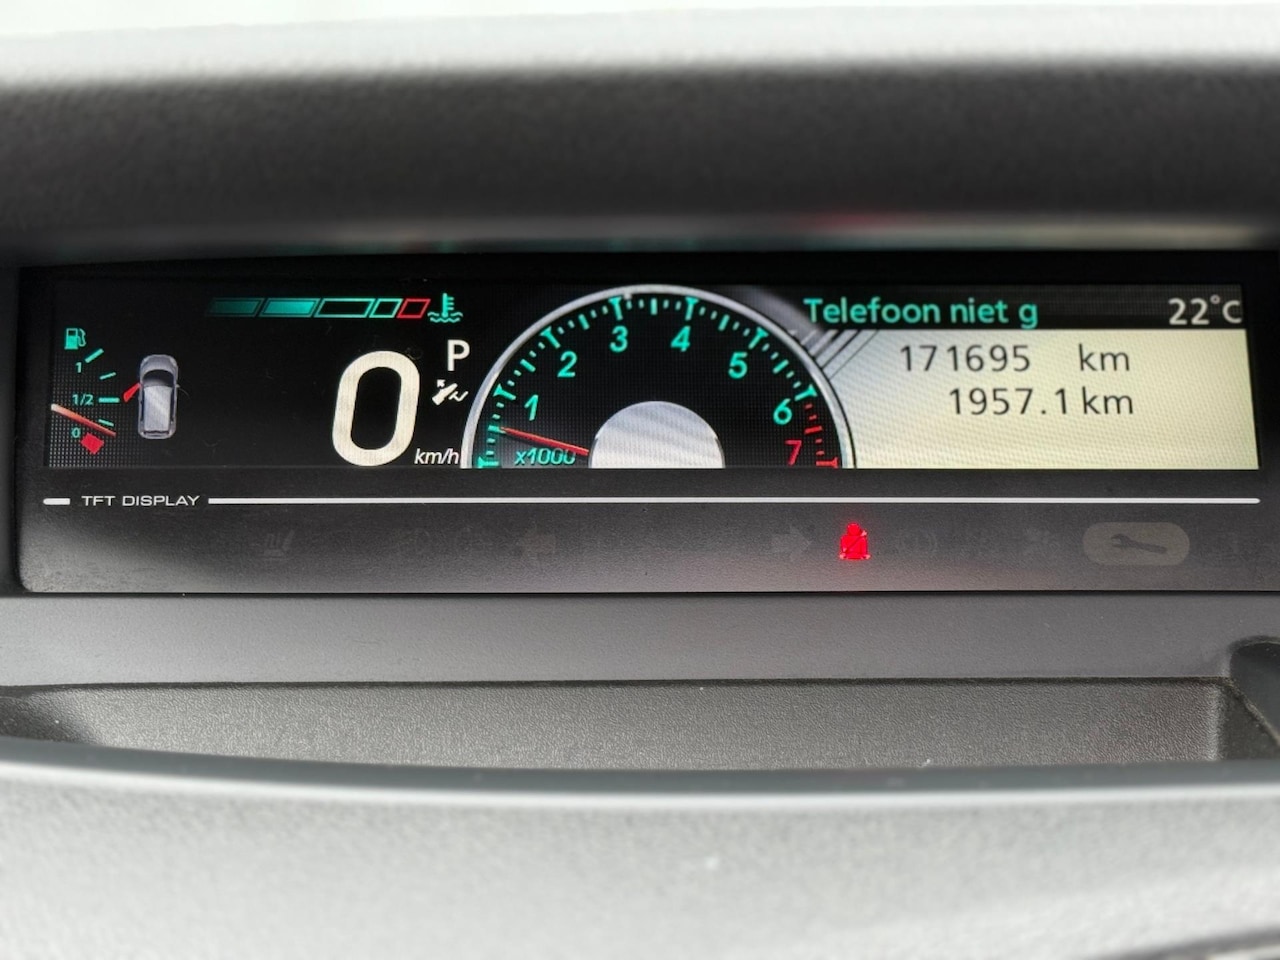 Telefoon niet g 22°C
171695 km
1957.1 km
P
0 km/h
1
1/2
0
1 2 3 4 5 6 7
x1000
TFT DISPLAY